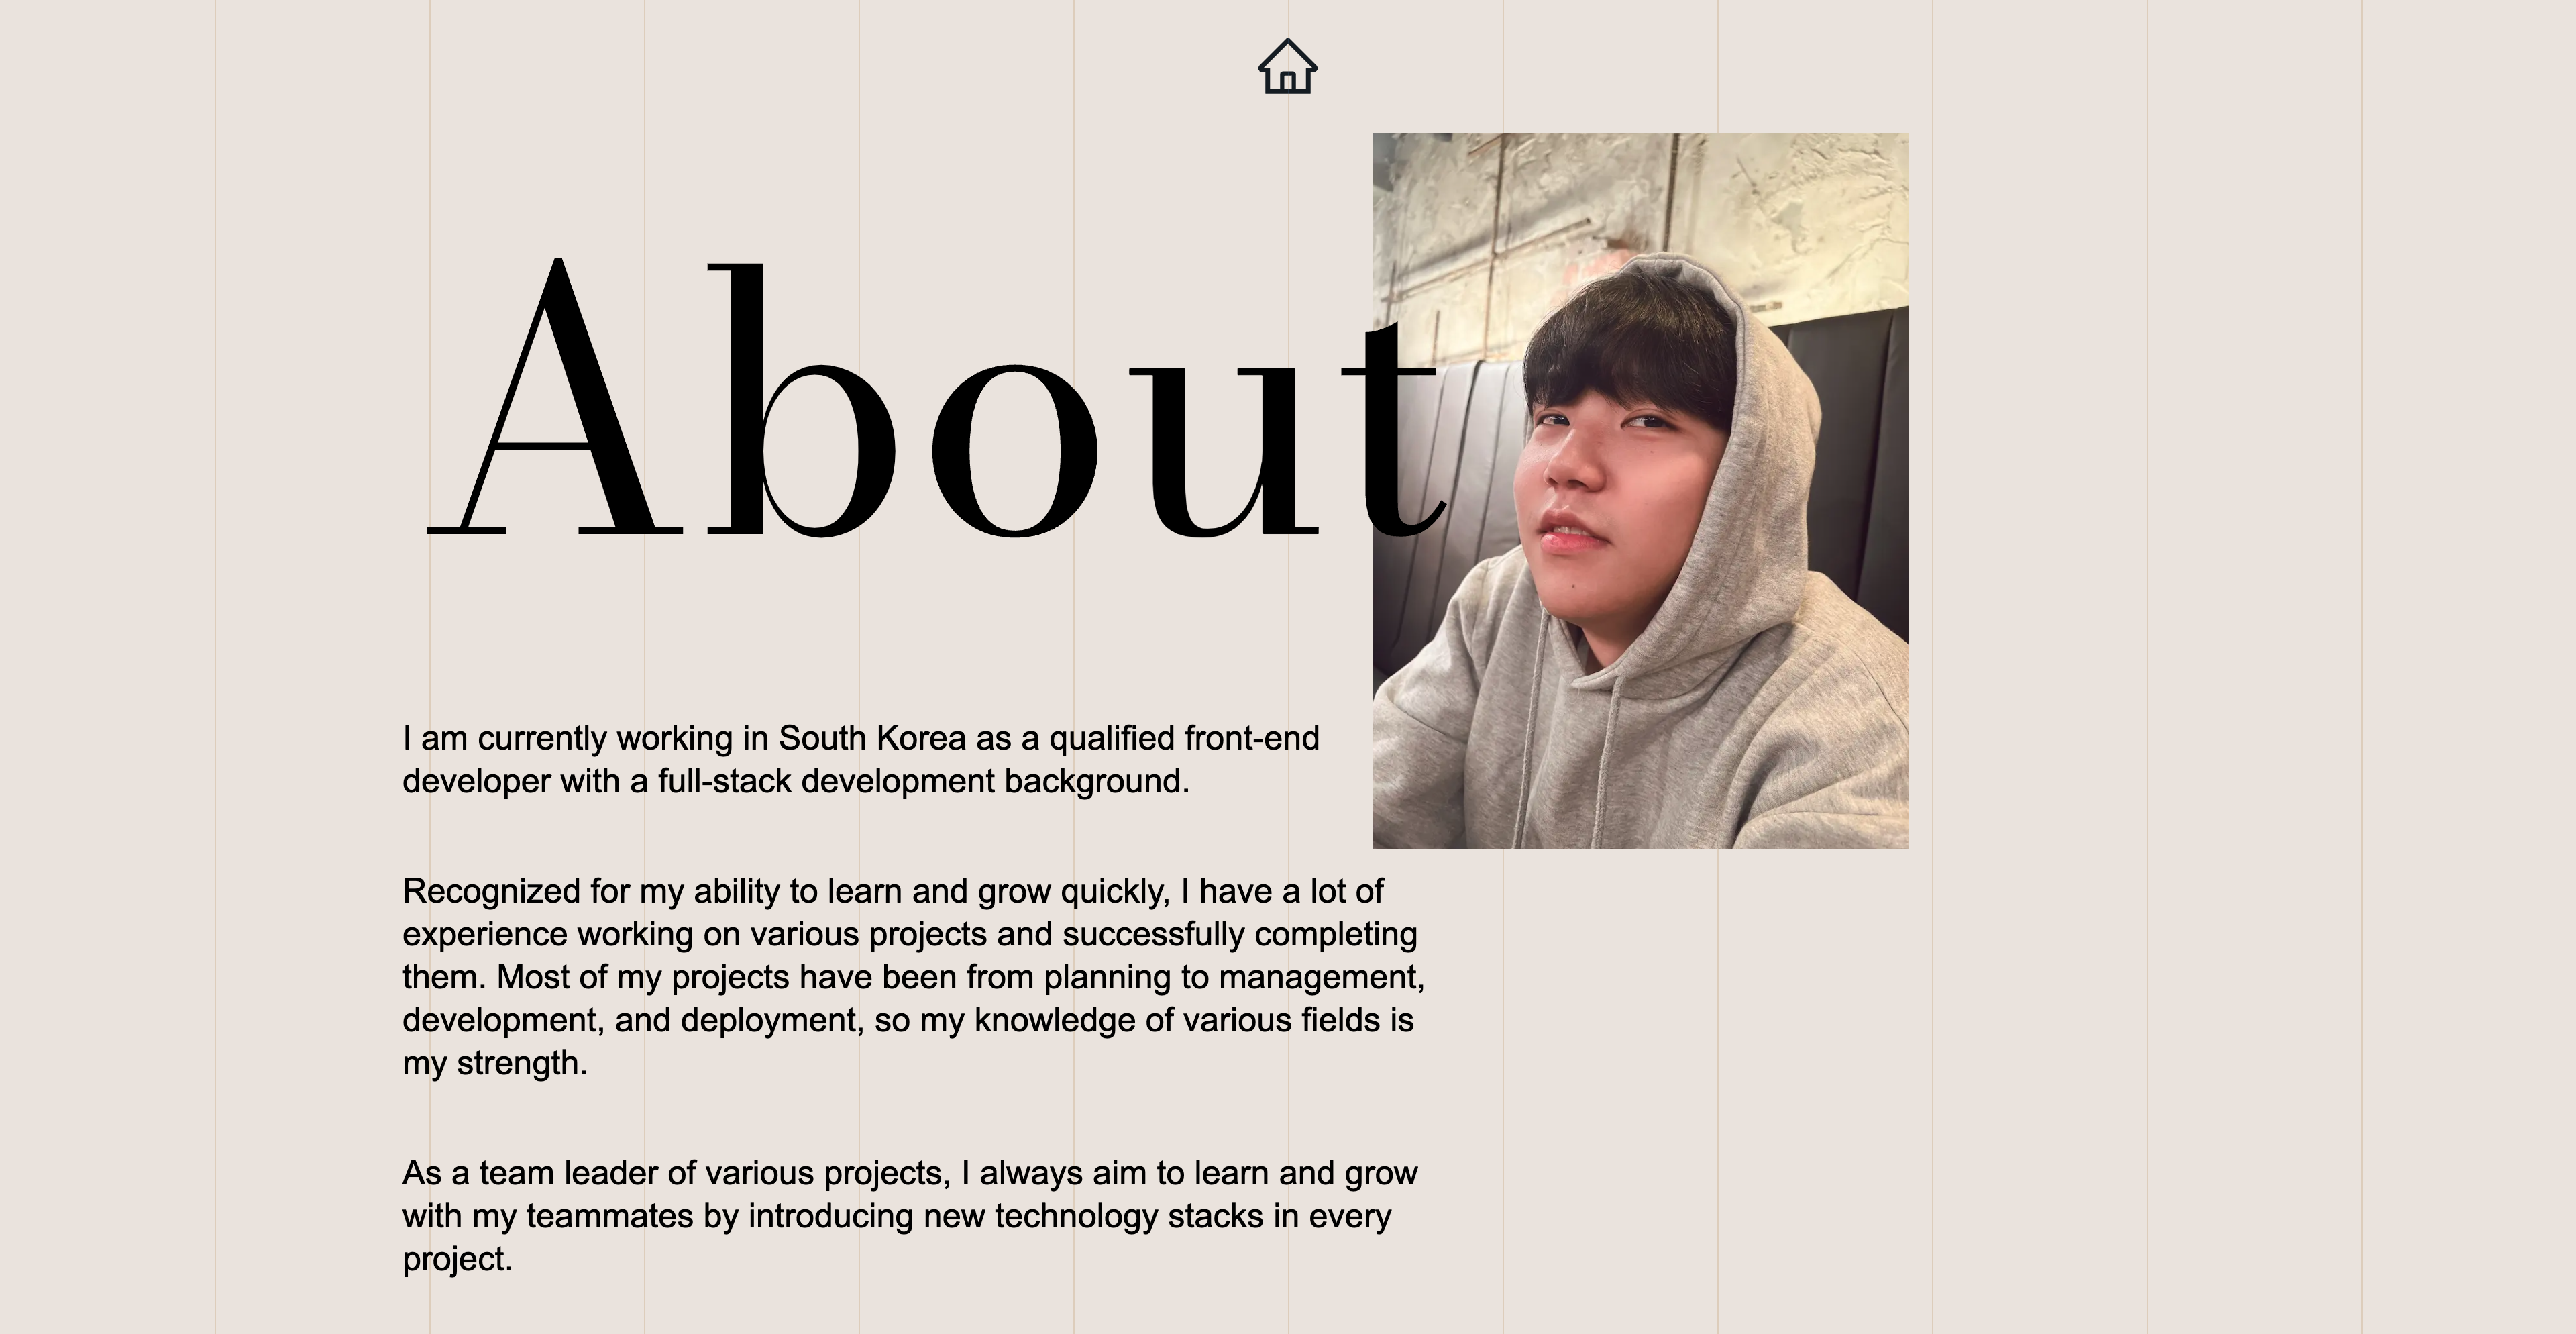 About
I am currently working in South Korea as a qualified front-end
developer with a full-stack development background.
Recognized for my ability to learn and grow quickly, I have a lot of
experience working on various projects and successfully completing
them. Most of my projects have been from planning to management,
development, and deployment, so my knowledge of various fields is
my strength.
As a team leader of various projects, I always aim to learn and grow
with my teammates by introducing new technology stacks in every
project.